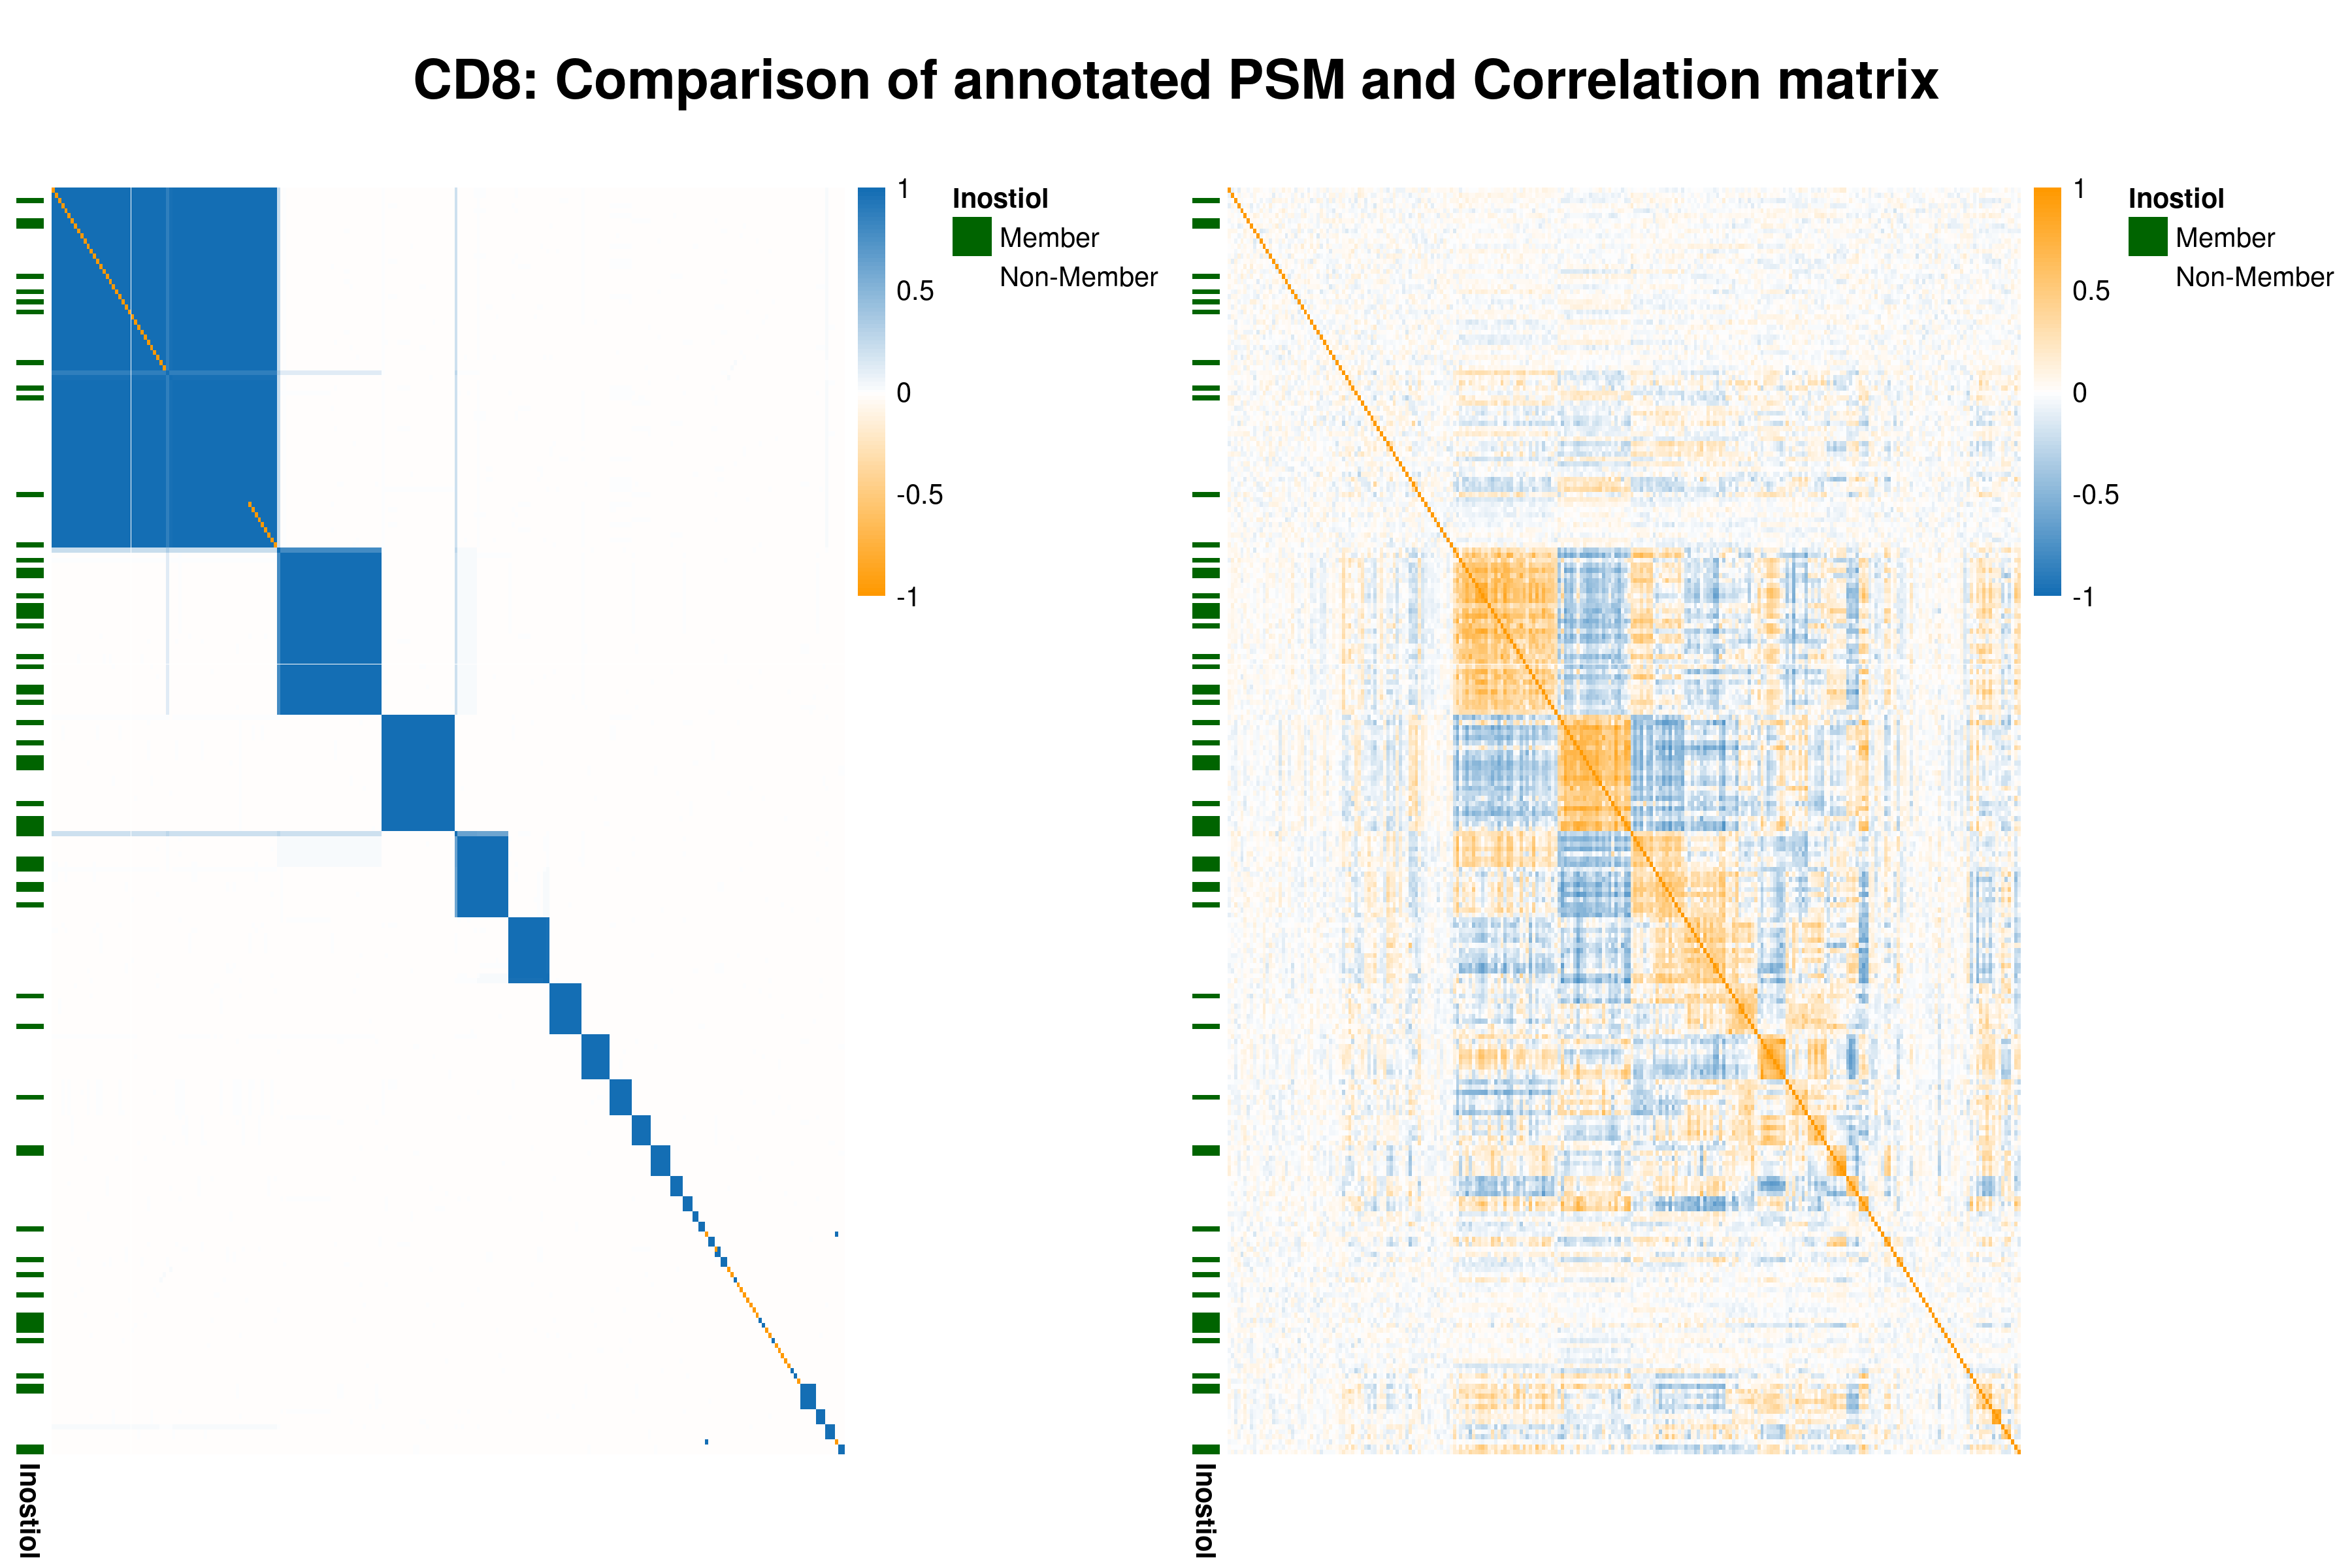 CD8: Comparison of annotated PSM and Correlation matrix
1
0.5
0
-0.5
-1
Inostiol
Member
Non-Member
Inostiol
1
0.5
0
-0.5
-1
Inostiol
Member
Non-Member
Inostiol